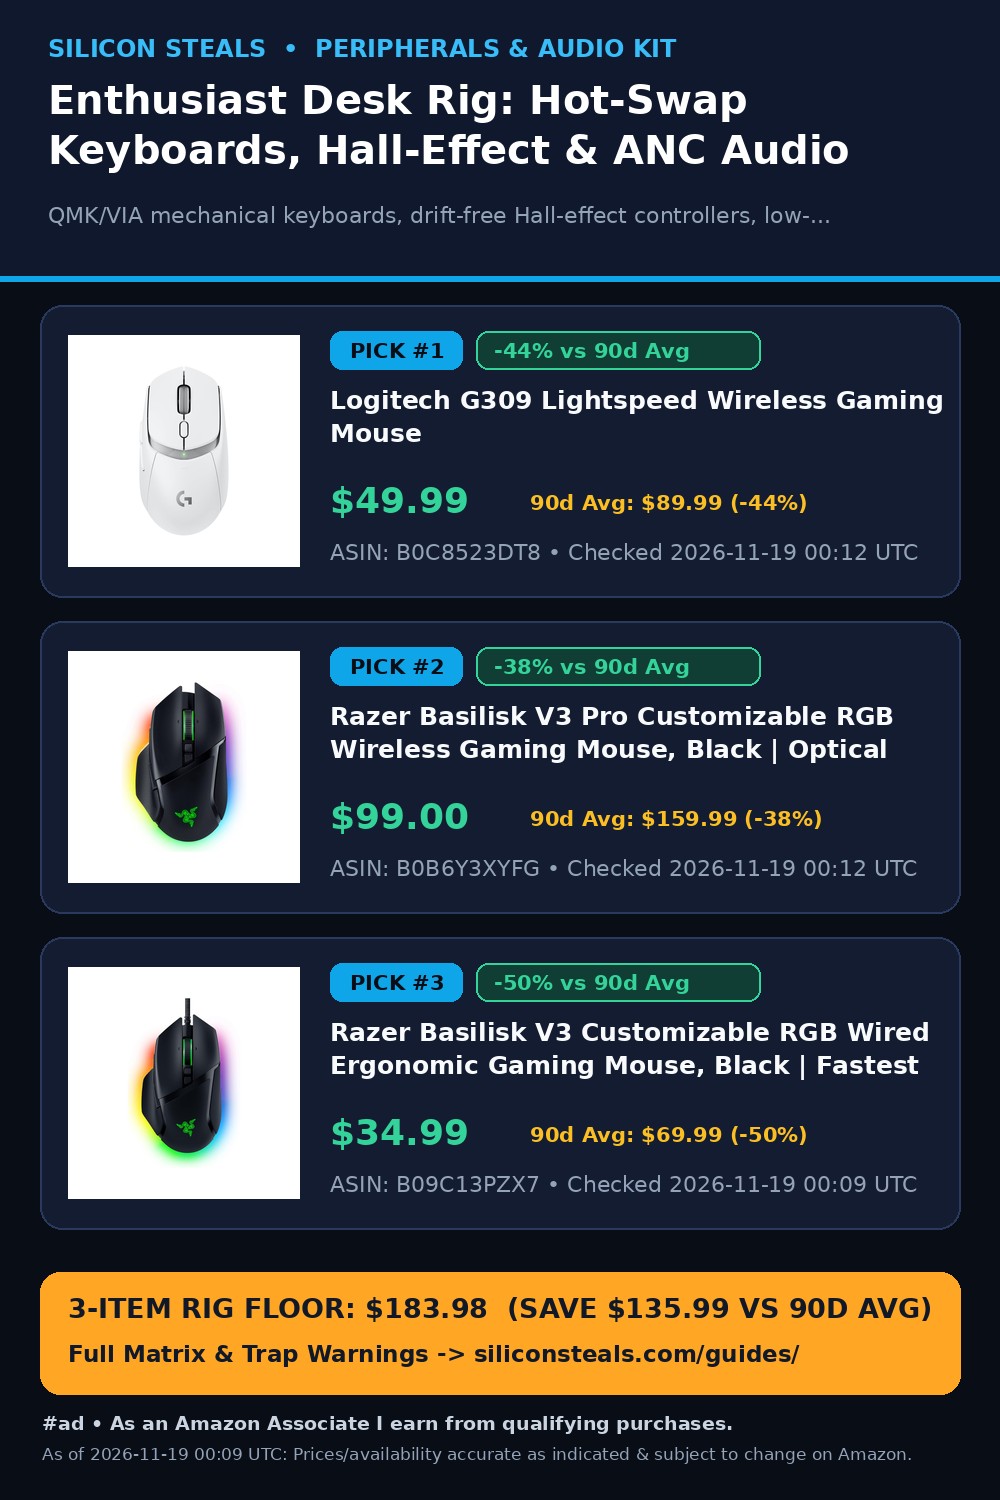 SILICON STEALS • PERIPHERALS & AUDIO KIT
Enthusiast Desk Rig: Hot-Swap
Keyboards, Hall-Effect & ANC Audio
QMK/VIA mechanical keyboards, drift-free Hall-effect controllers, low-...
PICK #1
-44% vs 90d Avg
Logitech G309 Lightspeed Wireless Gaming
Mouse
$49.99
90d Avg: $89.99 (-44%)
ASIN: B0C8523DT8 • Checked 2026-11-19 00:12 UTC
PICK #2
-38% vs 90d Avg
Razer Basilisk V3 Pro Customizable RGB
Wireless Gaming Mouse, Black | Optical
$99.00
90d Avg: $159.99 (-38%)
ASIN: B0B6Y3XYFG • Checked 2026-11-19 00:12 UTC
PICK #3
-50% vs 90d Avg
Razer Basilisk V3 Customizable RGB Wired
Ergonomic Gaming Mouse, Black | Fastest
$34.99
90d Avg: $69.99 (-50%)
ASIN: B09C13PZX7 • Checked 2026-11-19 00:09 UTC
3-ITEM RIG FLOOR: $183.98 (SAVE $135.99 VS 90D AVG)
Full Matrix & Trap Warnings -> siliconsteals.com/guides/
#ad • As an Amazon Associate I earn from qualifying purchases.
As of 2026-11-19 00:09 UTC: Prices/availability accurate as indicated & subject to change on Amazon.